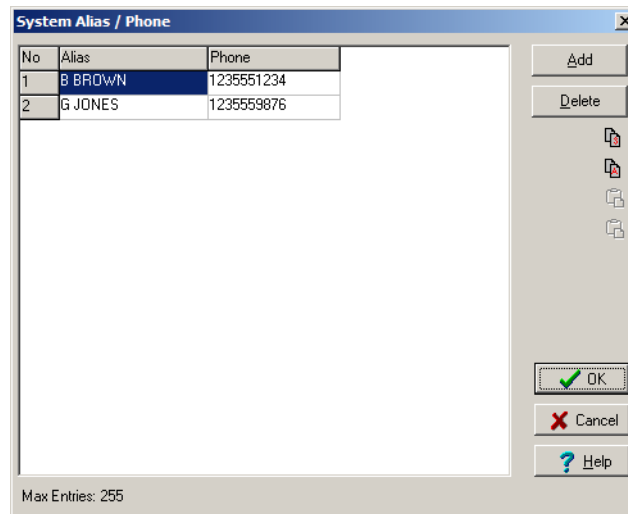 System Alias / Phone
No Alias Phone
1 B BROWN 1235551234
2 G JONES 1235559876
Add
Delete
OK
Cancel
Help
Max Entries: 255